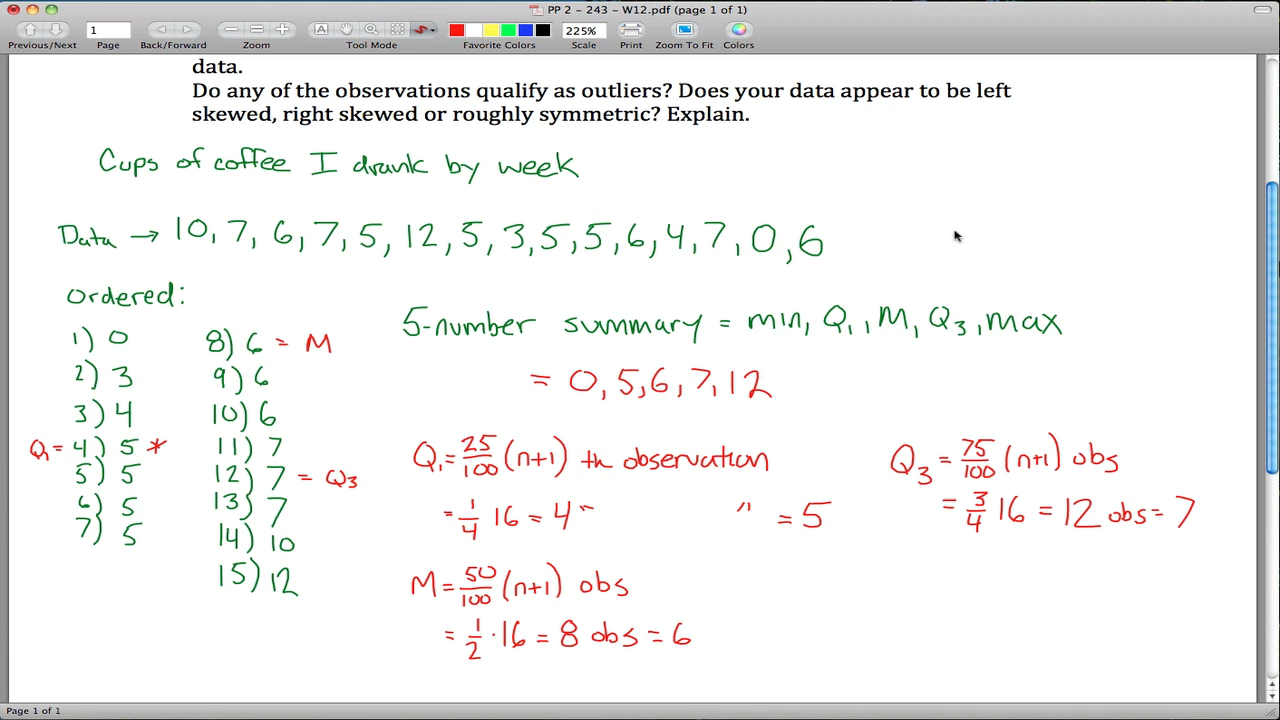 PP 2 - 243 - W12.pdf (page 1 of 1)
1
225%
Previous/Next Page Back/Forward Zoom Tool Mode Favorite Colors Scale Print Zoom To Fit Colors
data.
Do any of the observations qualify as outliers? Does your data appear to be left
skewed, right skewed or roughly symmetric? Explain.
Cups of coffee I drank by week
Data → 10, 7, 6, 7, 5, 12, 5, 3, 5, 5, 6, 4, 7, 0, 6
Ordered:
1) 0
2) 3
3) 4
Q₁ = 4) 5 *
5) 5
6) 5
7) 5
8) 6 = M
9) 6
10) 6
11) 7
12) 7 = Q3
13) 7
14) 10
15) 12
5-number summary = min, Q₁, M, Q₃, max
= 0, 5, 6, 7, 12
Q₁ = 25/100 (n+1) th observation
= 1/4 16 = 4 " " = 5
M = 50/100 (n+1) obs
= 1/2 · 16 = 8 obs = 6
Q₃ = 75/100 (n+1) obs
= 3/4 16 = 12 obs = 7
Page 1 of 1